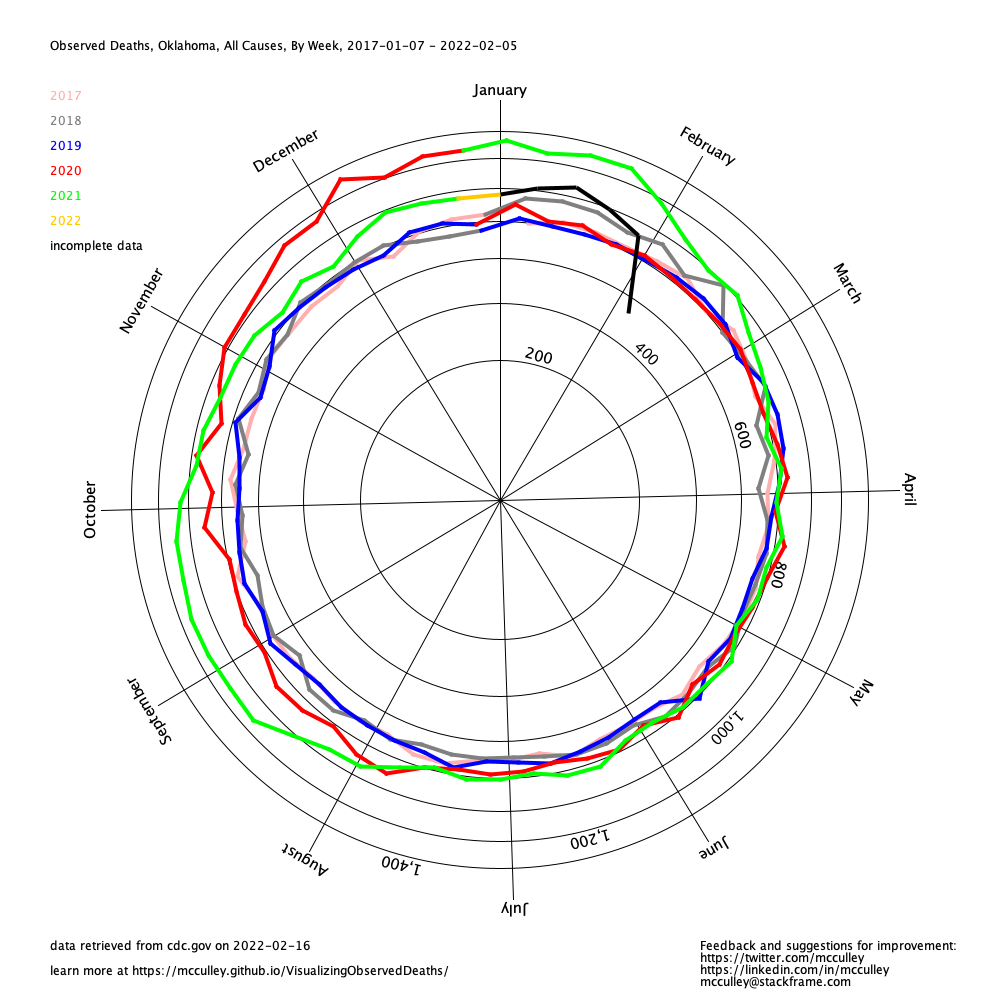 Observed Deaths, Oklahoma, All Causes, By Week, 2017-01-07 - 2022-02-05
2017
2018
2019
2020
2021
2022
incomplete data
January
February
March
April
May
June
July
August
September
October
November
December
200
400
600
800
1,000
1,200
1,400
data retrieved from cdc.gov on 2022-02-16
learn more at https://mcculley.github.io/VisualizingObservedDeaths/
Feedback and suggestions for improvement:
https://twitter.com/mcculley
https://linkedin.com/in/mcculley
mcculley@stackframe.com